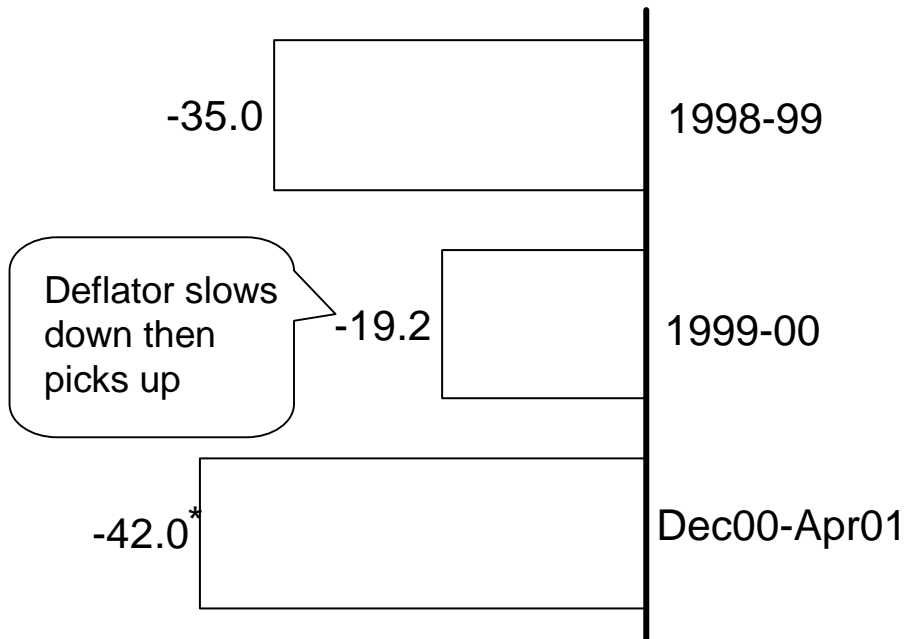 -35.0 1998-99
Deflator slows
down then
picks up
-19.2 1999-00
-42.0* Dec00-Apr01